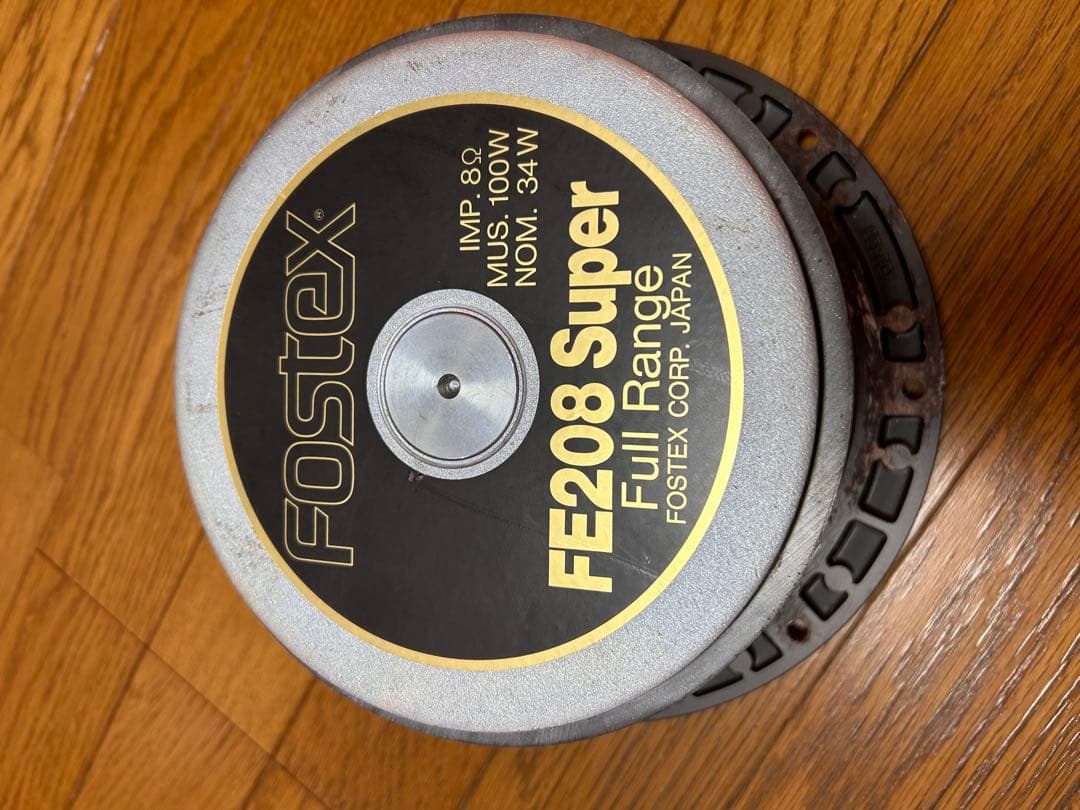 Fostex®
IMP. 8Ω
MUS. 100W
NOM. 34W
FE208 Super
Full Range
FOSTEX CORP. JAPAN